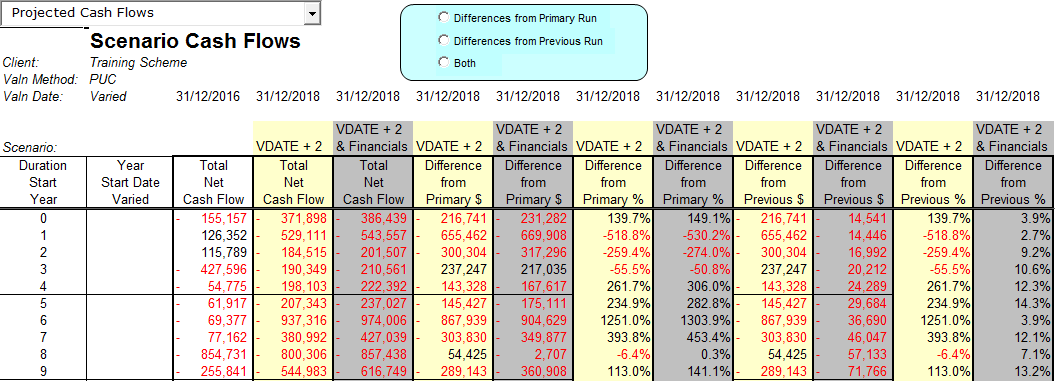 Projected Cash Flows
Differences from Primary Run
Differences from Previous Run
Both
Scenario Cash Flows
Client: Training Scheme
Valn Method: PUC
Valn Date: Varied 31/12/2016 31/12/2018 31/12/2018 31/12/2018 31/12/2018 31/12/2018 31/12/2018 31/12/2018 31/12/2018 31/12/2018 31/12/2018
VDATE + 2 VDATE + 2 VDATE + 2 VDATE + 2 VDATE + 2
Scenario: VDATE + 2 & Financials VDATE + 2 & Financials VDATE + 2 & Financials VDATE + 2 & Financials VDATE + 2 & Financials
Duration Year Total Total Total Difference Difference Difference Difference Difference Difference Difference Difference
Start Start Date Net Net Net from from from from from from from from
Year Varied Cash Flow Cash Flow Cash Flow Primary $ Primary $ Primary % Primary % Previous $ Previous $ Previous % Previous %
0 - 155,157 - 371,898 - 386,439 - 216,741 - 231,282 139.7% 149.1% - 216,741 - 14,541 139.7% 3.9%
1 126,352 - 529,111 - 543,557 - 655,462 - 669,908 -518.8% -530.2% - 655,462 - 14,446 -518.8% 2.7%
2 115,789 - 184,515 - 201,507 - 300,304 - 317,296 -259.4% -274.0% - 300,304 - 16,992 -259.4% 9.2%
3 - 427,596 - 190,349 - 210,561 237,247 217,035 -55.5% -50.8% 237,247 - 20,212 -55.5% 10.6%
4 - 54,775 - 198,103 - 222,392 - 143,328 - 167,617 261.7% 306.0% - 143,328 - 24,289 261.7% 12.3%
5 - 61,917 - 207,343 - 237,027 - 145,427 - 175,111 234.9% 282.8% - 145,427 - 29,684 234.9% 14.3%
6 - 69,377 - 937,316 - 974,006 - 867,939 - 904,629 1251.0% 1303.9% - 867,939 - 36,690 1251.0% 3.9%
7 - 77,162 - 380,992 - 427,039 - 303,830 - 349,877 393.8% 453.4% - 303,830 - 46,047 393.8% 12.1%
8 - 854,731 - 800,306 - 857,438 54,425 - 2,707 -6.4% 0.3% 54,425 - 57,133 -6.4% 7.1%
9 - 255,841 - 544,983 - 616,749 - 289,143 - 360,908 113.0% 141.1% - 289,143 - 71,766 113.0% 13.2%